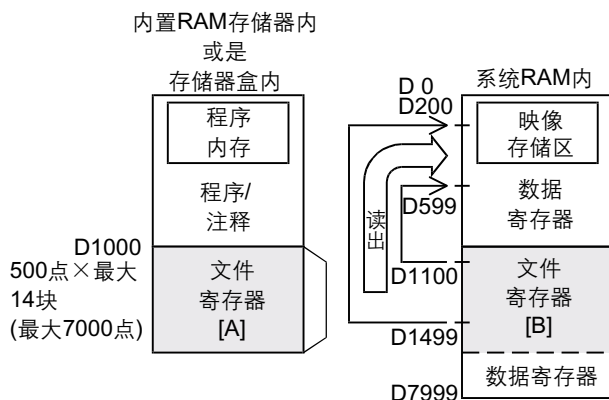 内置RAM存储器内
或是
存储器盒内
程序
内存
程序/
注释
D1000
500点×最大
14块
(最大7000点)
文件
寄存器
[A]
系统RAM内
D 0
D200
映像
存储区
数据
寄存器
D599
读出
D1100
文件
寄存器
[B]
D1499
数据寄存器
D7999